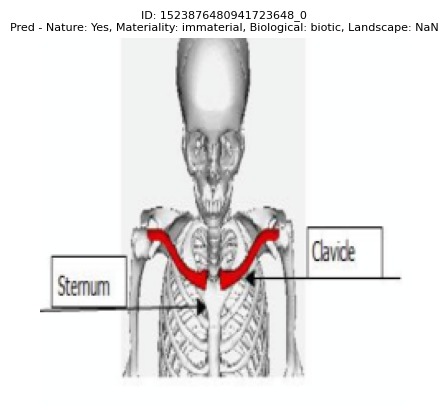 ID: 1523876480941723648_0
Pred - Nature: Yes, Materiality: immaterial, Biological: biotic, Landscape: NaN
Clavicle
Sternum